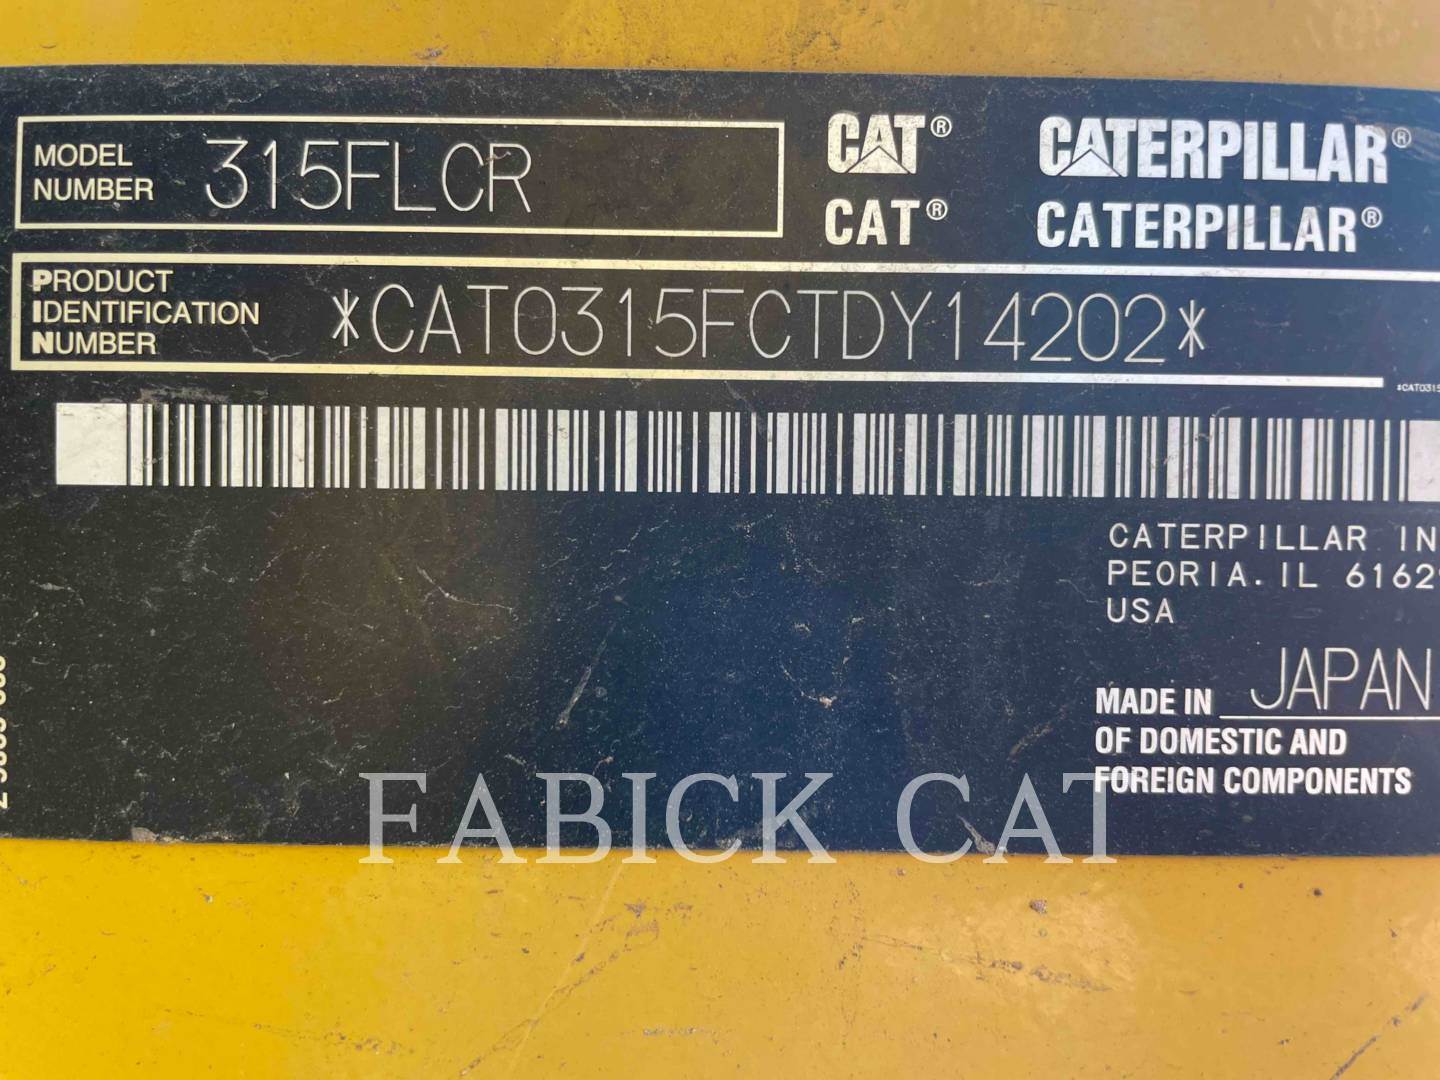 MODEL NUMBER 315FLCR
CAT® CATERPILLAR®
CAT® CATERPILLAR®
PRODUCT IDENTIFICATION NUMBER *CAT0315FCTDY14202*
*CAT0315
CATERPILLAR IN
PEORIA. IL 6162
USA
MADE IN JAPAN
OF DOMESTIC AND
FOREIGN COMPONENTS
FABICK CAT